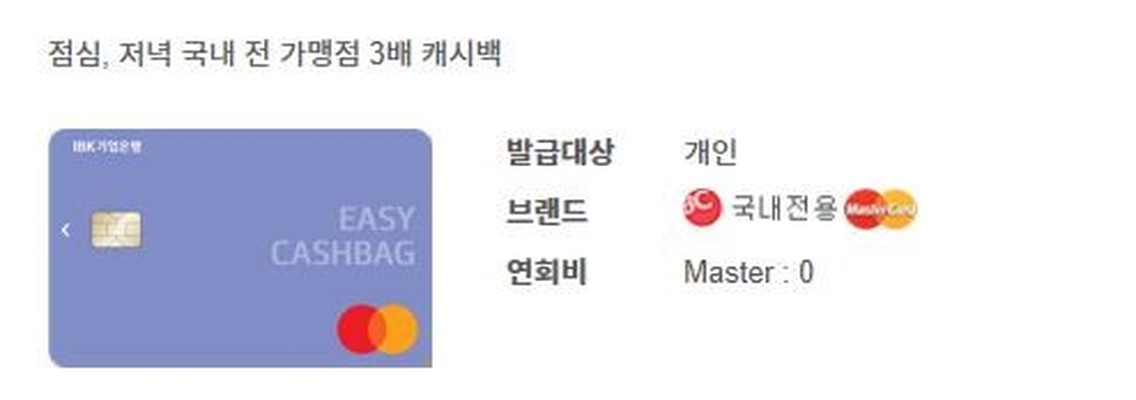 점심, 저녁 국내 전 가맹점 3배 캐시백
IBK기업은행
EASY
CASHBAG
발급대상 개인
브랜드 BC 국내전용 MasterCard
연회비 Master : 0